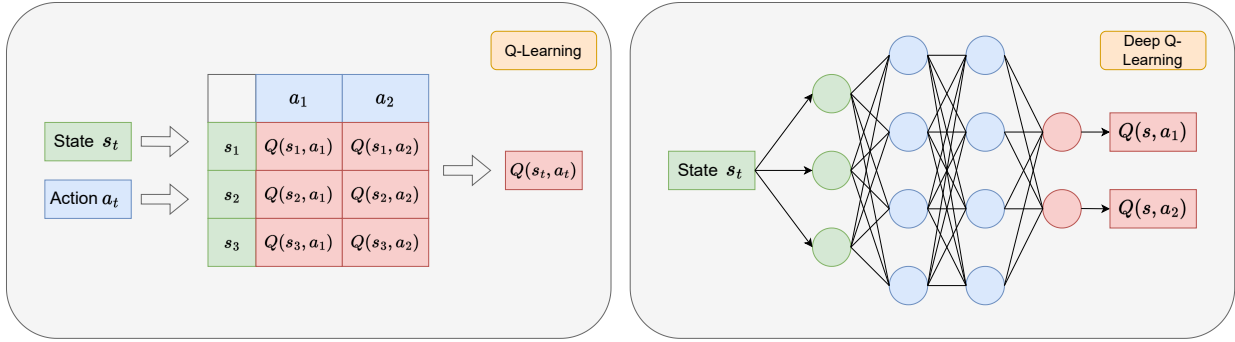 Q-Learning
a₁ a₂
State sₜ
s₁ Q(s₁, a₁) Q(s₁, a₂)
Q(sₜ, aₜ)
Action aₜ
s₂ Q(s₂, a₁) Q(s₂, a₂)
s₃ Q(s₃, a₁) Q(s₃, a₂)
Deep Q-
Learning
State sₜ
Q(s, a₁)
Q(s, a₂)